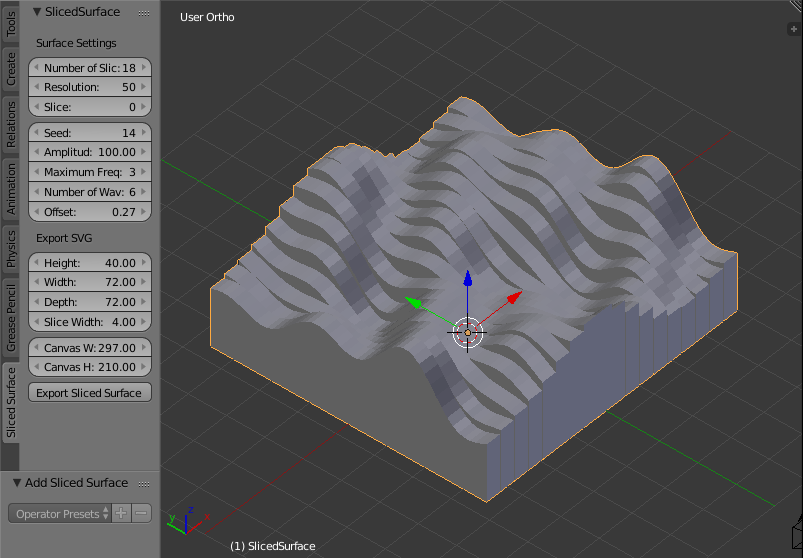 Tools
Create
Relations
Animation
Physics
Grease Pencil
Sliced Surface
SlicedSurface
Surface Settings
Number of Slic: 18
Resolution: 50
Slice: 0
Seed: 14
Amplitud: 100.00
Maximum Freq: 3
Number of Wav: 6
Offset: 0.27
Export SVG
Height: 40.00
Width: 72.00
Depth: 72.00
Slice Width: 4.00
Canvas W: 297.00
Canvas H: 210.00
Export Sliced Surface
Add Sliced Surface
Operator Presets
User Ortho
z
y
x
(1) SlicedSurface